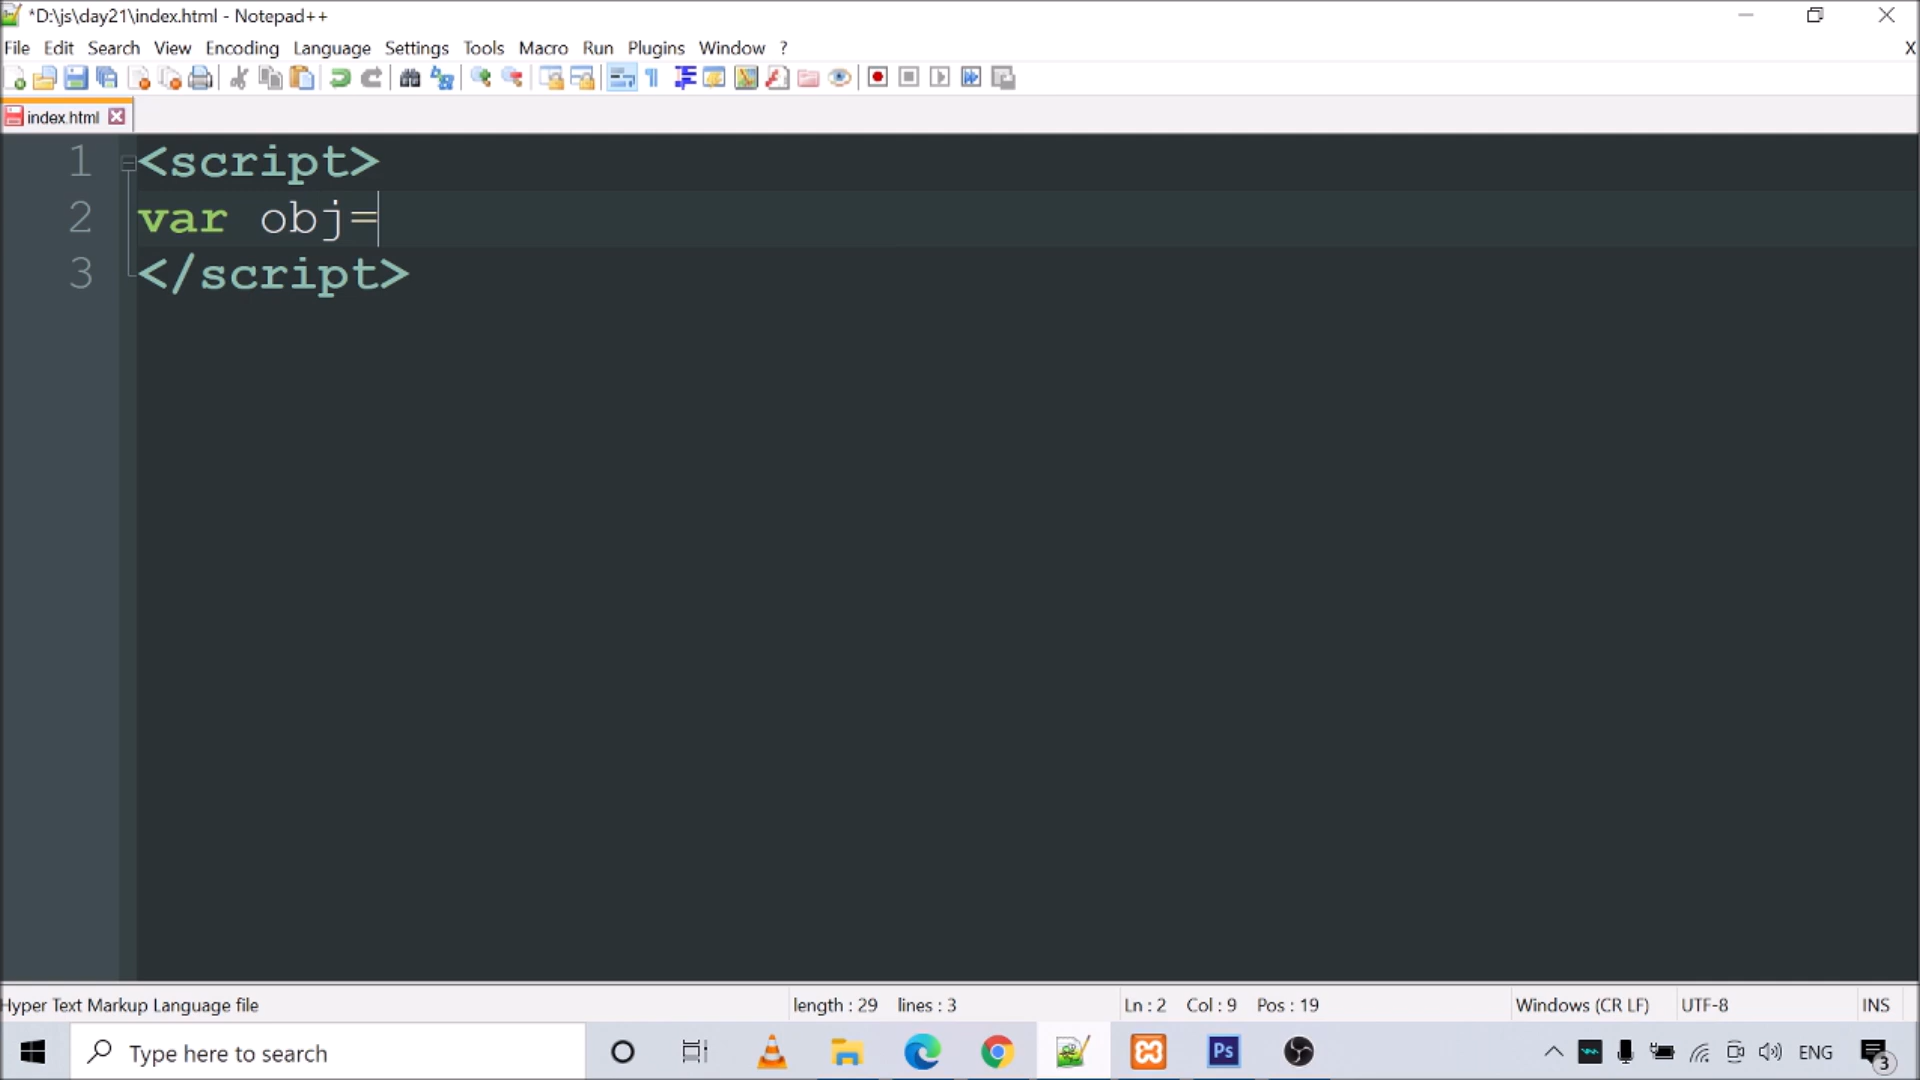 *D:\js\day21\index.html - Notepad++
File Edit Search View Encoding Language Settings Tools Macro Run Plugins Window ? X
index.html
1 <script>
2 var obj=
3 </script>
Hyper Text Markup Language file length : 29 lines : 3 Ln : 2 Col : 9 Pos : 19 Windows (CR LF) UTF-8 INS
Type here to search Ps ENG 3